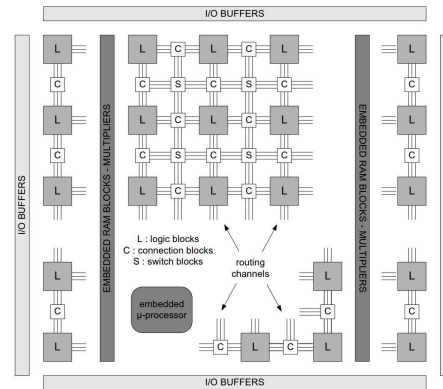 I/O BUFFERS
L
L
C
L
C
L
L
L
C
C
S
C
S
C
C
L
C
L
C
L
L
C
C
S
C
S
C
C
L
C
L
C
L
L
I/O BUFFERS
EMBEDDED RAM BLOCKS - MULTIPLIERS
EMBEDDED RAM BLOCKS - MULTIPLIERS
L : logic blocks
C : connection blocks
S : switch blocks
routing
channels
embedded
μ-processor
L
L
L
C
C
C
L
C
L
C
L
L
I/O BUFFERS